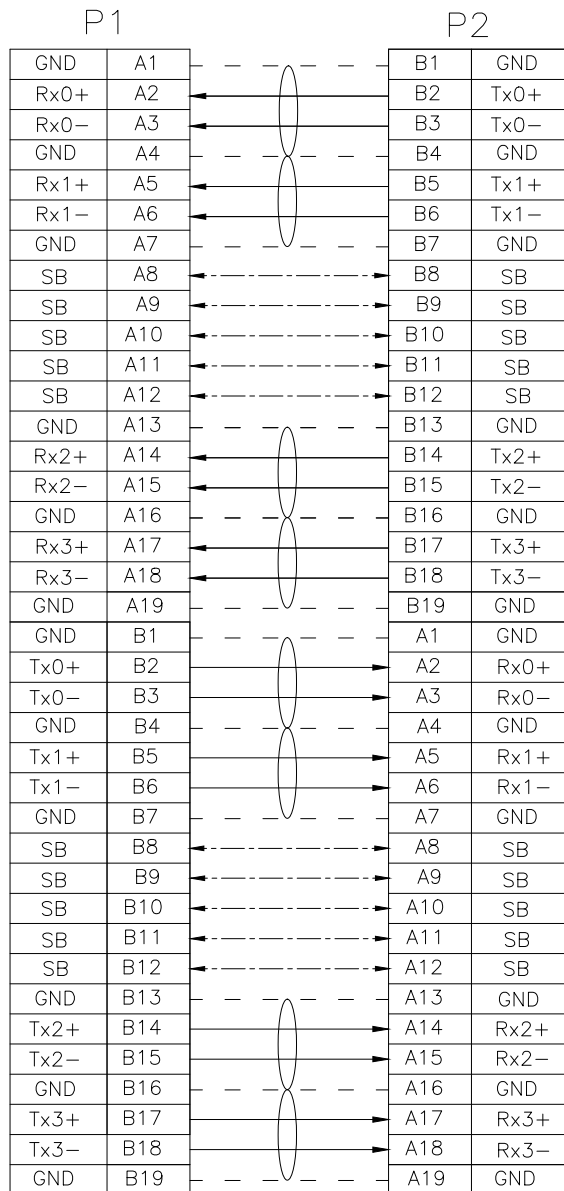 P1 P2
GND A1 B1 GND
Rx0+ A2 B2 Tx0+
Rx0- A3 B3 Tx0-
GND A4 B4 GND
Rx1+ A5 B5 Tx1+
Rx1- A6 B6 Tx1-
GND A7 B7 GND
SB A8 B8 SB
SB A9 B9 SB
SB A10 B10 SB
SB A11 B11 SB
SB A12 B12 SB
GND A13 B13 GND
Rx2+ A14 B14 Tx2+
Rx2- A15 B15 Tx2-
GND A16 B16 GND
Rx3+ A17 B17 Tx3+
Rx3- A18 B18 Tx3-
GND A19 B19 GND
GND B1 A1 GND
Tx0+ B2 A2 Rx0+
Tx0- B3 A3 Rx0-
GND B4 A4 GND
Tx1+ B5 A5 Rx1+
Tx1- B6 A6 Rx1-
GND B7 A7 GND
SB B8 A8 SB
SB B9 A9 SB
SB B10 A10 SB
SB B11 A11 SB
SB B12 A12 SB
GND B13 A13 GND
Tx2+ B14 A14 Rx2+
Tx2- B15 A15 Rx2-
GND B16 A16 GND
Tx3+ B17 A17 Rx3+
Tx3- B18 A18 Rx3-
GND B19 A19 GND